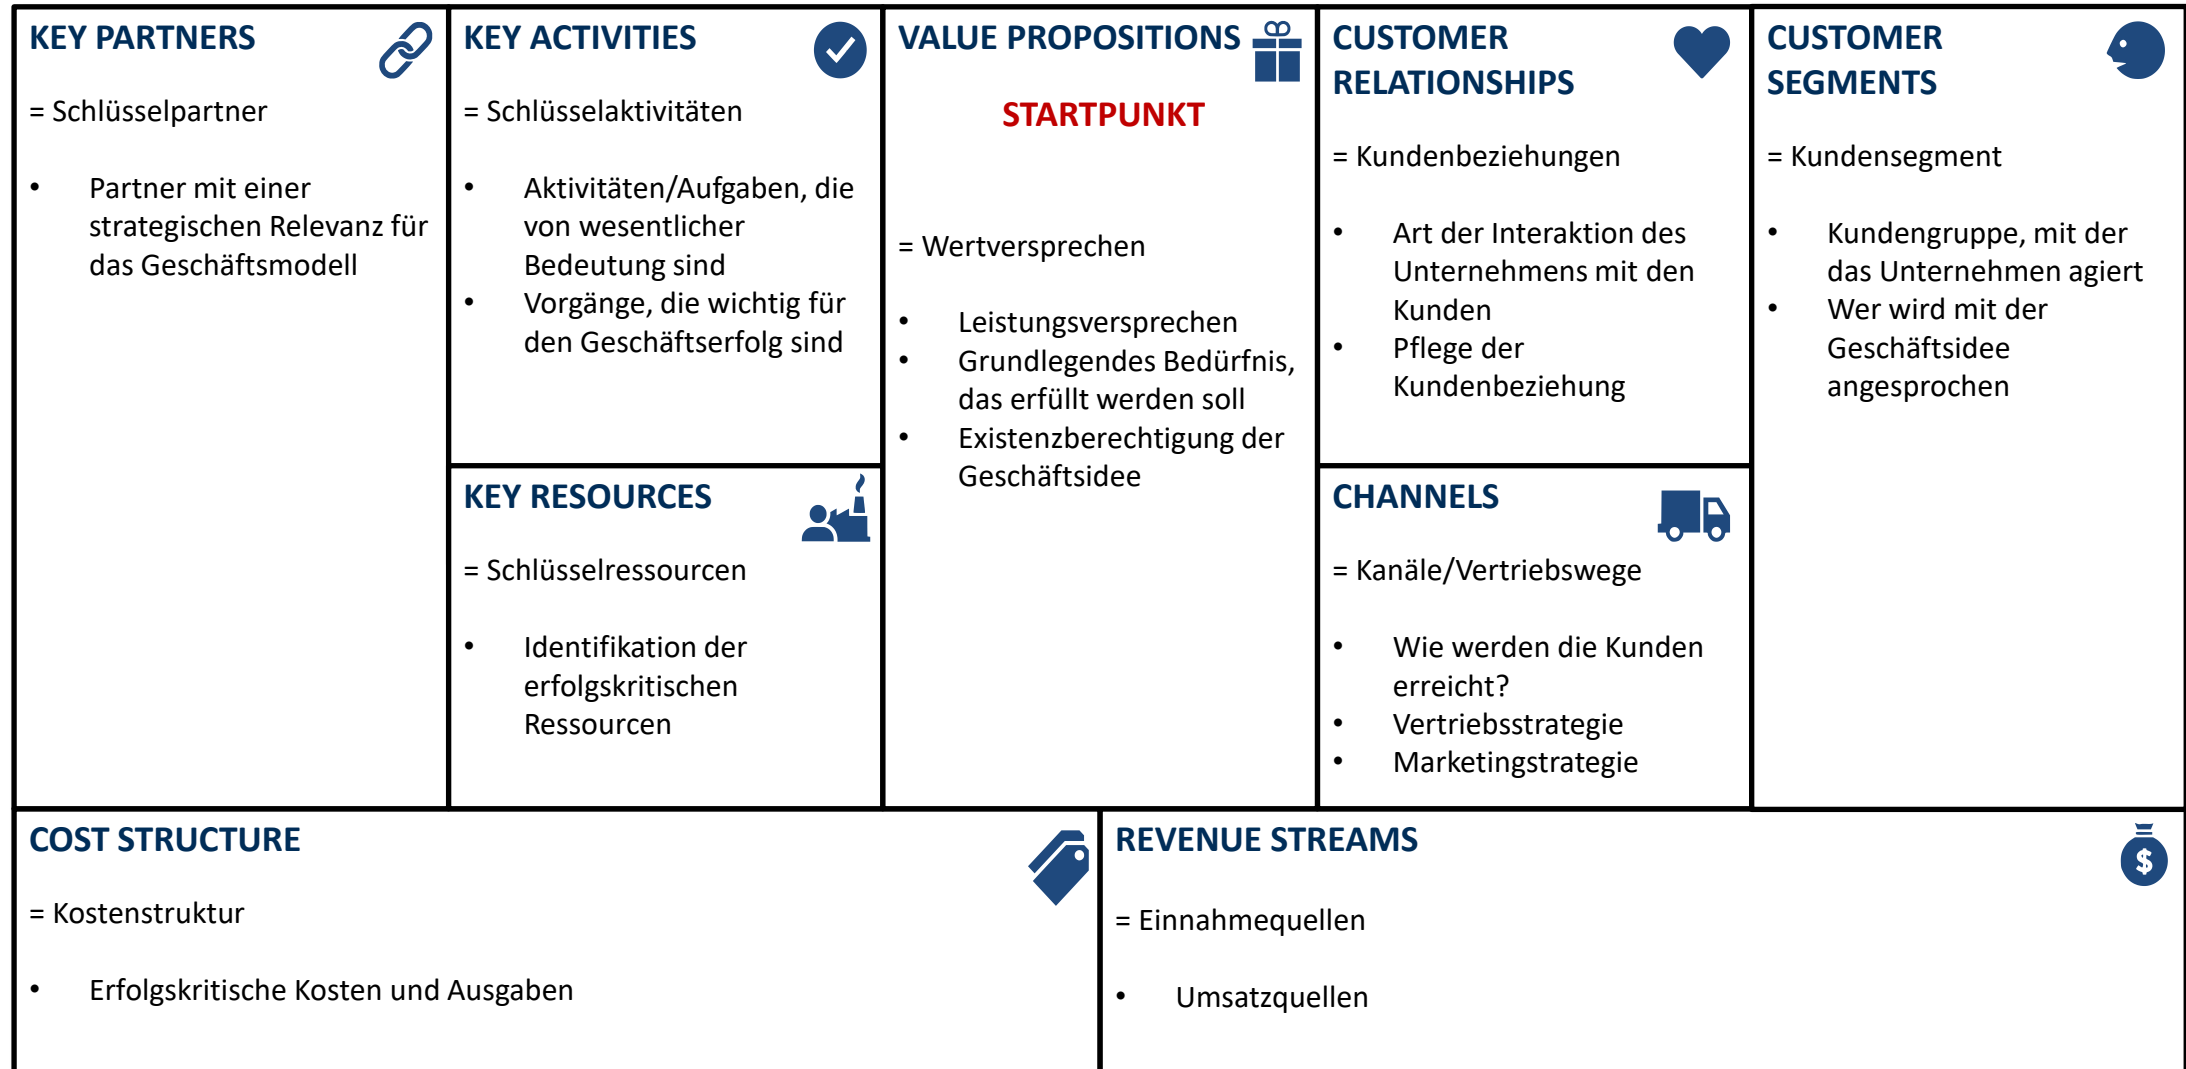 KEY PARTNERS
= Schlüsselpartner
• Partner mit einer
strategischen Relevanz für
das Geschäftsmodell
KEY ACTIVITIES
= Schlüsselaktivitäten
• Aktivitäten/Aufgaben, die
von wesentlicher
Bedeutung sind
• Vorgänge, die wichtig für
den Geschäftserfolg sind
KEY RESOURCES
= Schlüsselressourcen
• Identifikation der
erfolgskritischen
Ressourcen
VALUE PROPOSITIONS
STARTPUNKT
= Wertversprechen
• Leistungsversprechen
• Grundlegendes Bedürfnis,
das erfüllt werden soll
• Existenzberechtigung der
Geschäftsidee
CUSTOMER
RELATIONSHIPS
= Kundenbeziehungen
• Art der Interaktion des
Unternehmens mit den
Kunden
• Pflege der
Kundenbeziehung
CHANNELS
= Kanäle/Vertriebswege
• Wie werden die Kunden
erreicht?
• Vertriebsstrategie
• Marketingstrategie
CUSTOMER
SEGMENTS
= Kundensegment
• Kundengruppe, mit der
das Unternehmen agiert
• Wer wird mit der
Geschäftsidee
angesprochen
COST STRUCTURE
= Kostenstruktur
• Erfolgskritische Kosten und Ausgaben
REVENUE STREAMS
$
= Einnahmequellen
• Umsatzquellen